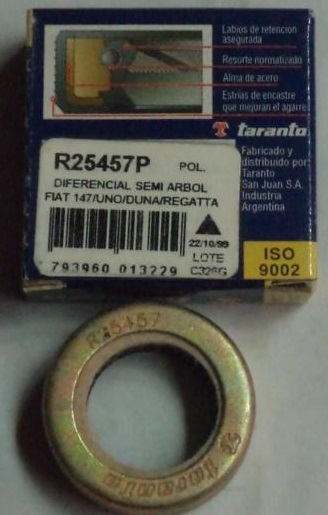 Labios de retención
asegurada
Resorte normatizado
Alma de acero
Estrías de encastre
que mejoran el agarre
taranto
R25457P POL.
DIFERENCIAL SEMI ARBOL
FIAT 147/UNO/DUNA/REGATTA
22/10/99
LOTE
793960 013229 C326G
Fabricado y
distribuido por
Taranto
San Juan S.A.
Industria
Argentina
ISO
9002
R25457
taranto